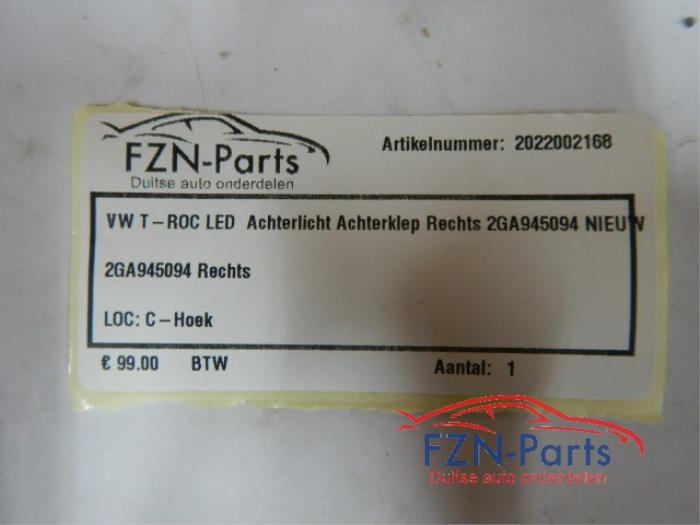 FZN-Parts
Duitse auto onderdelen
Artikelnummer: 2022002168
VW T-ROC LED Achterlicht Achterklep Rechts 2GA945094 NIEUW
2GA945094 Rechts
LOC: C-Hoek
€ 99.00 BTW Aantal: 1
FZN-Parts
Duitse auto onderdelen